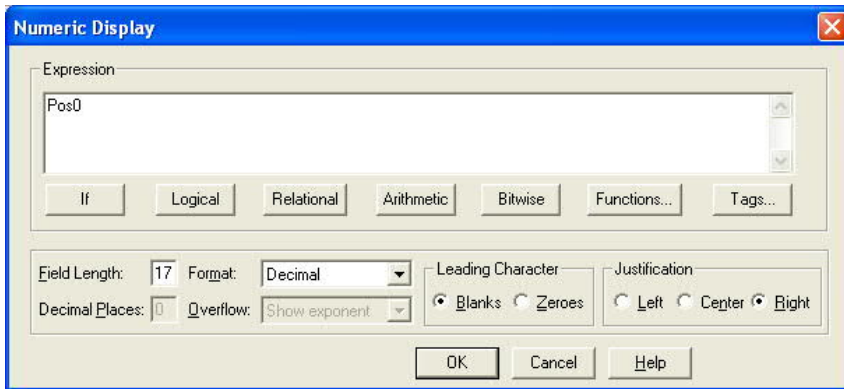 Numeric Display
Expression
Pos0
If Logical Relational Arithmetic Bitwise Functions... Tags...
Field Length: 17 Format: Decimal Leading Character Justification
Blanks Zeroes Left Center Right
Decimal Places: 0 Overflow: Show exponent
OK Cancel Help